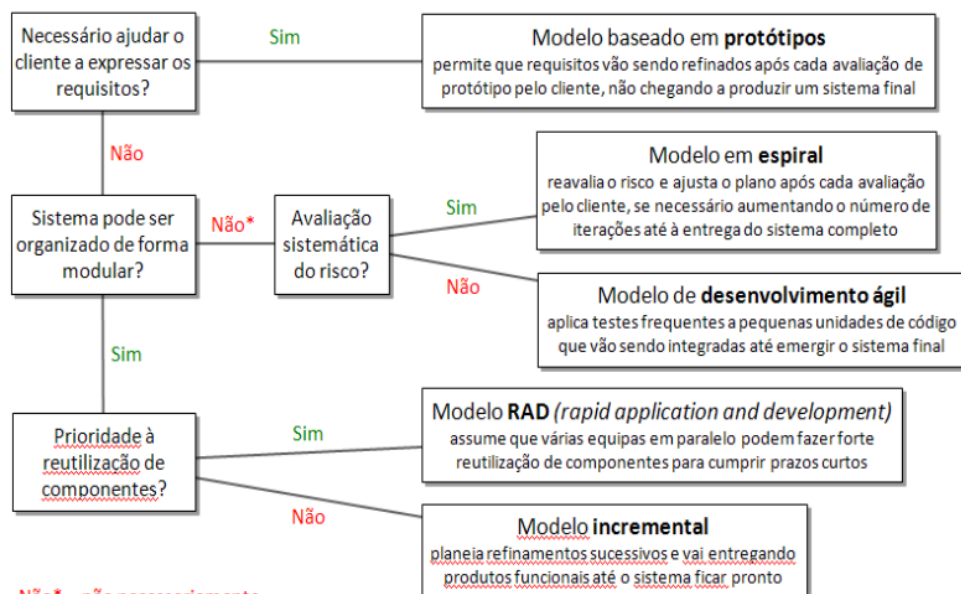 Necessário ajudar o
cliente a expressar os
requisitos?
Sim
Modelo baseado em protótipos
permite que requisitos vão sendo refinados após cada avaliação de
protótipo pelo cliente, não chegando a produzir um sistema final
Não
Sistema pode ser
organizado de forma
modular?
Não*
Avaliação
sistemática
do risco?
Sim
Modelo em espiral
reavalia o risco e ajusta o plano após cada avaliação
pelo cliente, se necessário aumentando o número de
iterações até à entrega do sistema completo
Não
Modelo de desenvolvimento ágil
aplica testes frequentes a pequenas unidades de código
que vão sendo integradas até emergir o sistema final
Sim
Prioridade à
reutilização de
componentes?
Sim
Modelo RAD (rapid application and development)
assume que várias equipas em paralelo podem fazer forte
reutilização de componentes para cumprir prazos curtos
Não
Modelo incremental
planeia refinamentos sucessivos e vai entregando
produtos funcionais até o sistema ficar pronto
Não* não